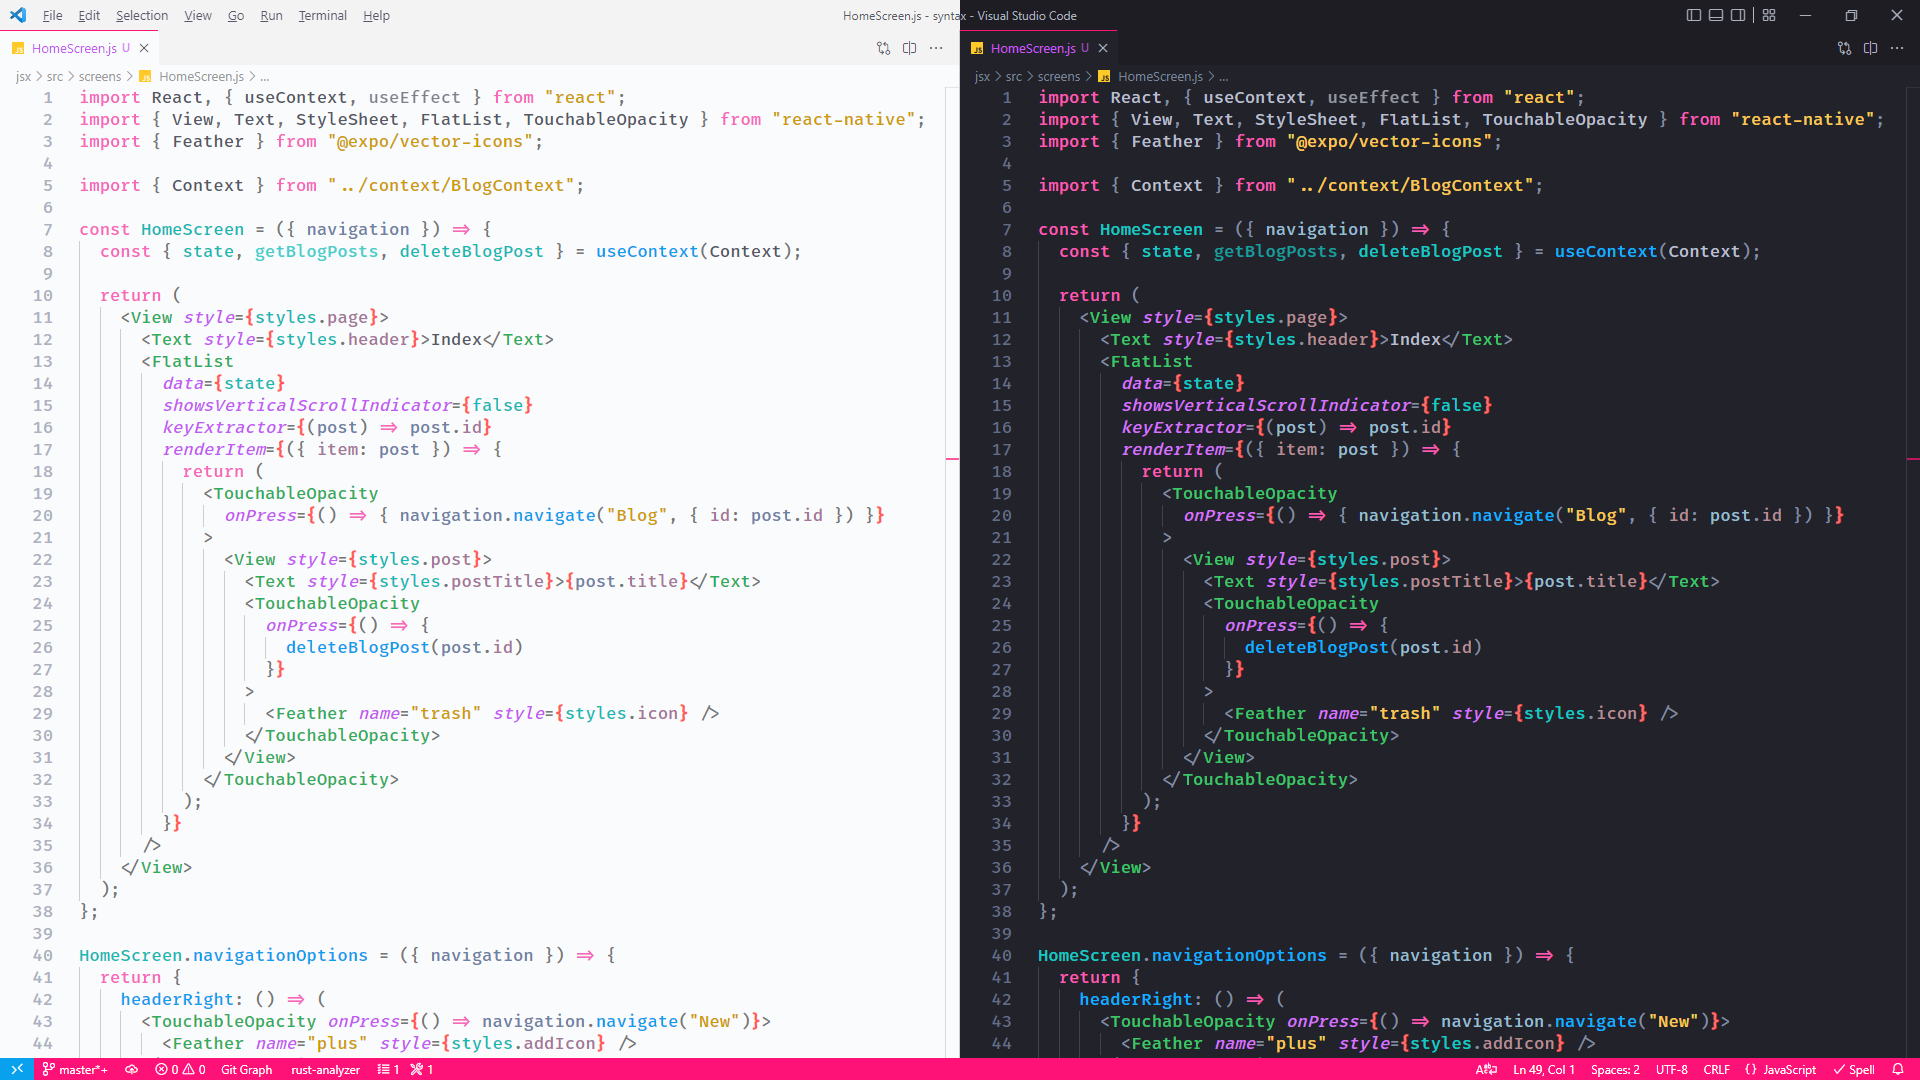 File Edit Selection View Go Run Terminal Help HomeScreen.js - syntax - Visual Studio Code
JS HomeScreen.js U
jsx > src > screens > JS HomeScreen.js > ...
1 import React, { useContext, useEffect } from "react";
2 import { View, Text, StyleSheet, FlatList, TouchableOpacity } from "react-native";
3 import { Feather } from "@expo/vector-icons";
4
5 import { Context } from "../context/BlogContext";
6
7 const HomeScreen = ({ navigation }) => {
8   const { state, getBlogPosts, deleteBlogPost } = useContext(Context);
9
10   return (
11     <View style={styles.page}>
12       <Text style={styles.header}>Index</Text>
13       <FlatList
14         data={state}
15         showsVerticalScrollIndicator={false}
16         keyExtractor={(post) => post.id}
17         renderItem={({ item: post }) => {
18           return (
19             <TouchableOpacity
20               onPress={() => { navigation.navigate("Blog", { id: post.id }) }}
21             >
22               <View style={styles.post}>
23                 <Text style={styles.postTitle}>{post.title}</Text>
24                 <TouchableOpacity
25                   onPress={() => {
26                     deleteBlogPost(post.id)
27                   }}
28                 >
29                   <Feather name="trash" style={styles.icon} />
30                 </TouchableOpacity>
31               </View>
32             </TouchableOpacity>
33           );
34         }}
35       />
36     </View>
37   );
38 };
39
40 HomeScreen.navigationOptions = ({ navigation }) => {
41   return {
42     headerRight: () => (
43       <TouchableOpacity onPress={() => navigation.navigate("New")}>
44         <Feather name="plus" style={styles.addIcon} />
JS HomeScreen.js U
jsx > src > screens > JS HomeScreen.js > ...
1 import React, { useContext, useEffect } from "react";
2 import { View, Text, StyleSheet, FlatList, TouchableOpacity } from "react-native";
3 import { Feather } from "@expo/vector-icons";
4
5 import { Context } from "../context/BlogContext";
6
7 const HomeScreen = ({ navigation }) => {
8   const { state, getBlogPosts, deleteBlogPost } = useContext(Context);
9
10   return (
11     <View style={styles.page}>
12       <Text style={styles.header}>Index</Text>
13       <FlatList
14         data={state}
15         showsVerticalScrollIndicator={false}
16         keyExtractor={(post) => post.id}
17         renderItem={({ item: post }) => {
18           return (
19             <TouchableOpacity
20               onPress={() => { navigation.navigate("Blog", { id: post.id }) }}
21             >
22               <View style={styles.post}>
23                 <Text style={styles.postTitle}>{post.title}</Text>
24                 <TouchableOpacity
25                   onPress={() => {
26                     deleteBlogPost(post.id)
27                   }}
28                 >
29                   <Feather name="trash" style={styles.icon} />
30                 </TouchableOpacity>
31               </View>
32             </TouchableOpacity>
33           );
34         }}
35       />
36     </View>
37   );
38 };
39
40 HomeScreen.navigationOptions = ({ navigation }) => {
41   return {
42     headerRight: () => (
43       <TouchableOpacity onPress={() => navigation.navigate("New")}>
44         <Feather name="plus" style={styles.addIcon} />
master*+ 0 0 Git Graph rust-analyzer 1 1 Ln 49, Col 1 Spaces: 2 UTF-8 CRLF {} JavaScript Spell